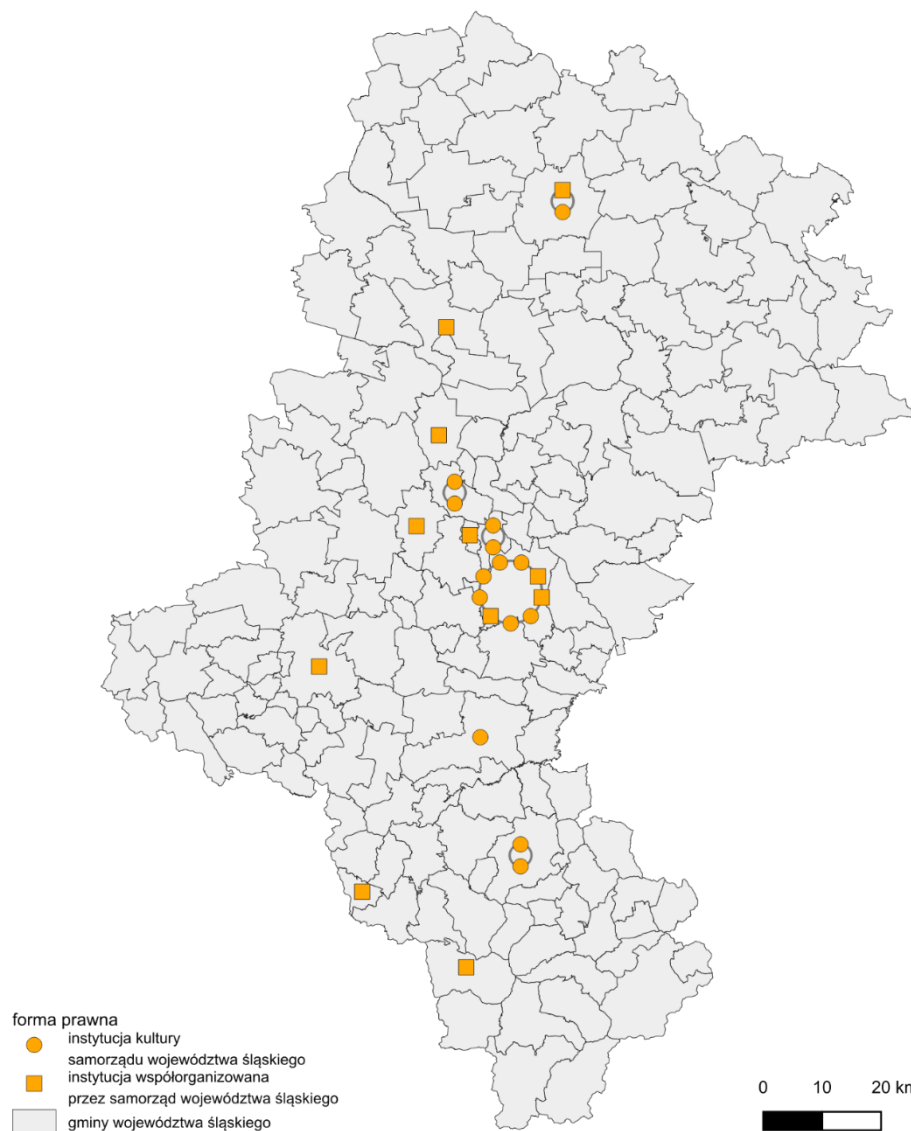 forma prawna
instytucja kultury
samorządu województwa śląskiego
instytucja współorganizowana
przez samorząd województwa śląskiego
gminy województwa śląskiego
0 10 20 km